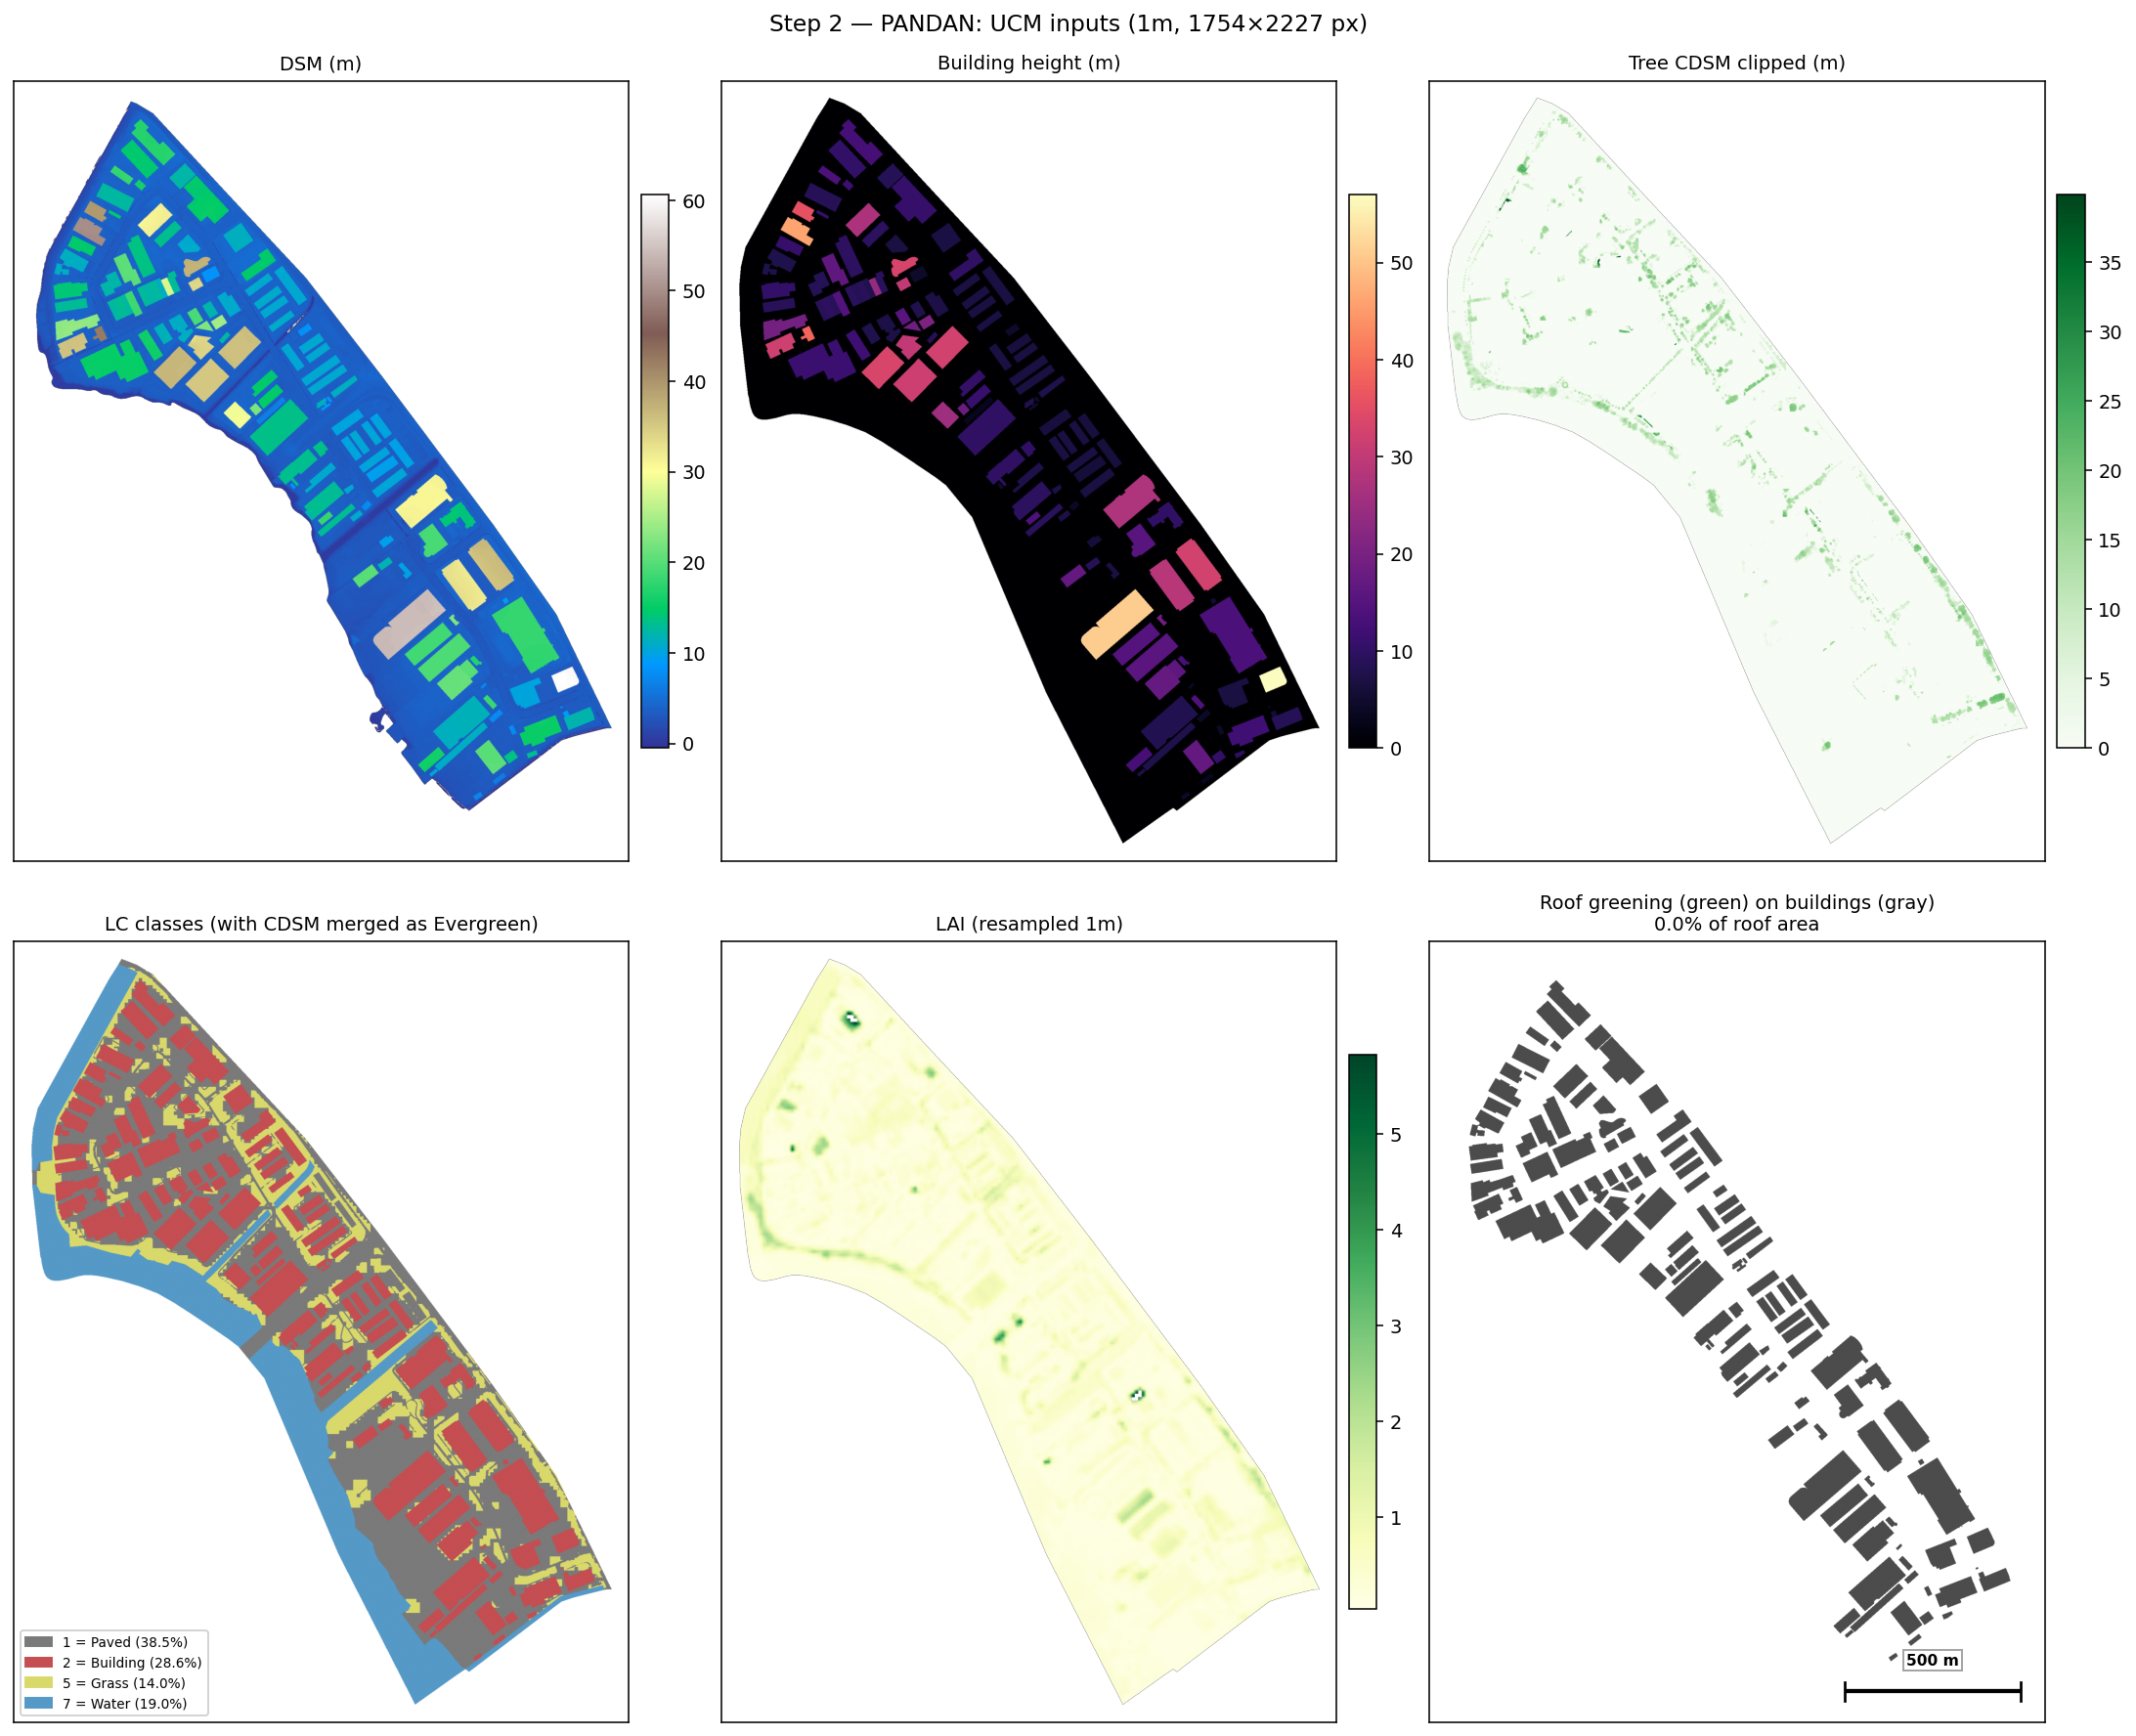 Step 2 — PANDAN: UCM inputs (1m, 1754×2227 px)
DSM (m)
Building height (m)
Tree CDSM clipped (m)
60
50
40
30
20
10
0
50
40
30
20
10
0
35
30
25
20
15
10
5
0
LC classes (with CDSM merged as Evergreen)
LAI (resampled 1m)
Roof greening (green) on buildings (gray)
0.0% of roof area
1 = Paved (38.5%)
2 = Building (28.6%)
5 = Grass (14.0%)
7 = Water (19.0%)
5
4
3
2
1
500 m